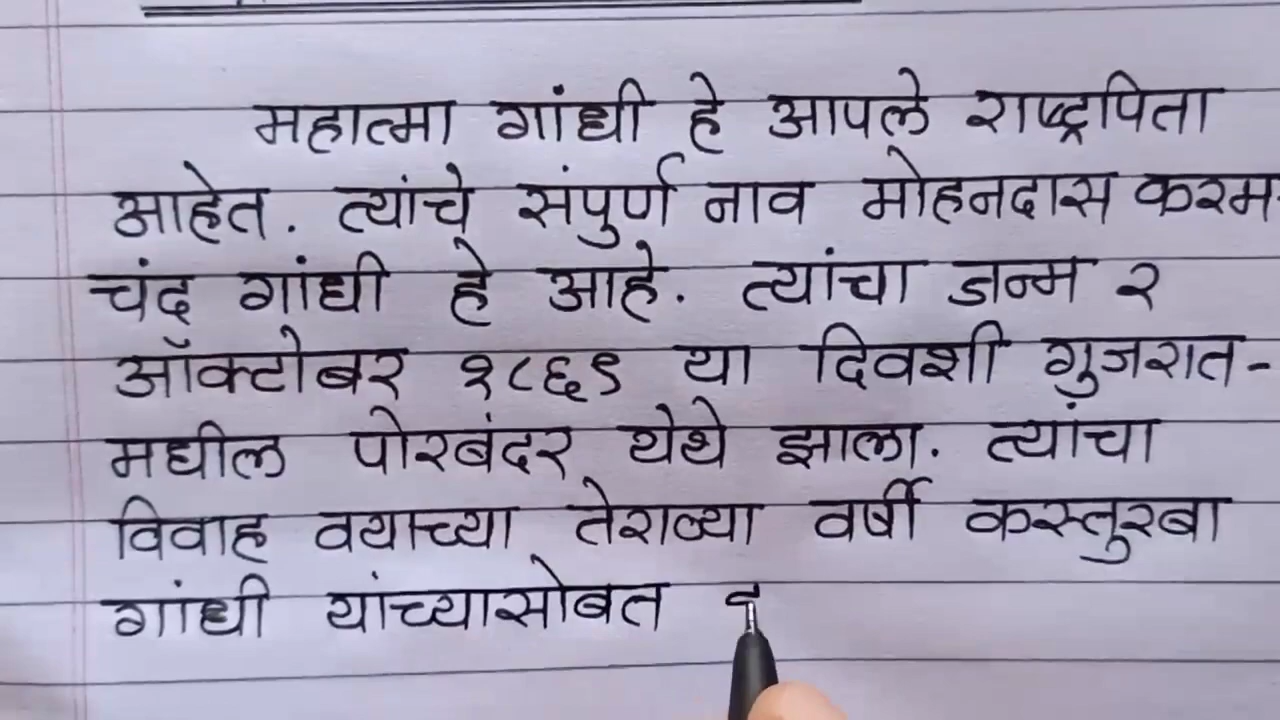 महात्मा गांधी हे आपले राष्ट्रपिता
आहेत. त्यांचे संपुर्ण नाव मोहनदास करम-
चंद गांधी हे आहे. त्यांचा जन्म २
ऑक्टोबर १८६९ या दिवशी गुजरात-
मधील पोरबंदर येथे झाला. त्यांचा
विवाह वयाच्या तेराव्या वर्षी कस्तुरबा
गांधी यांच्यासोबत